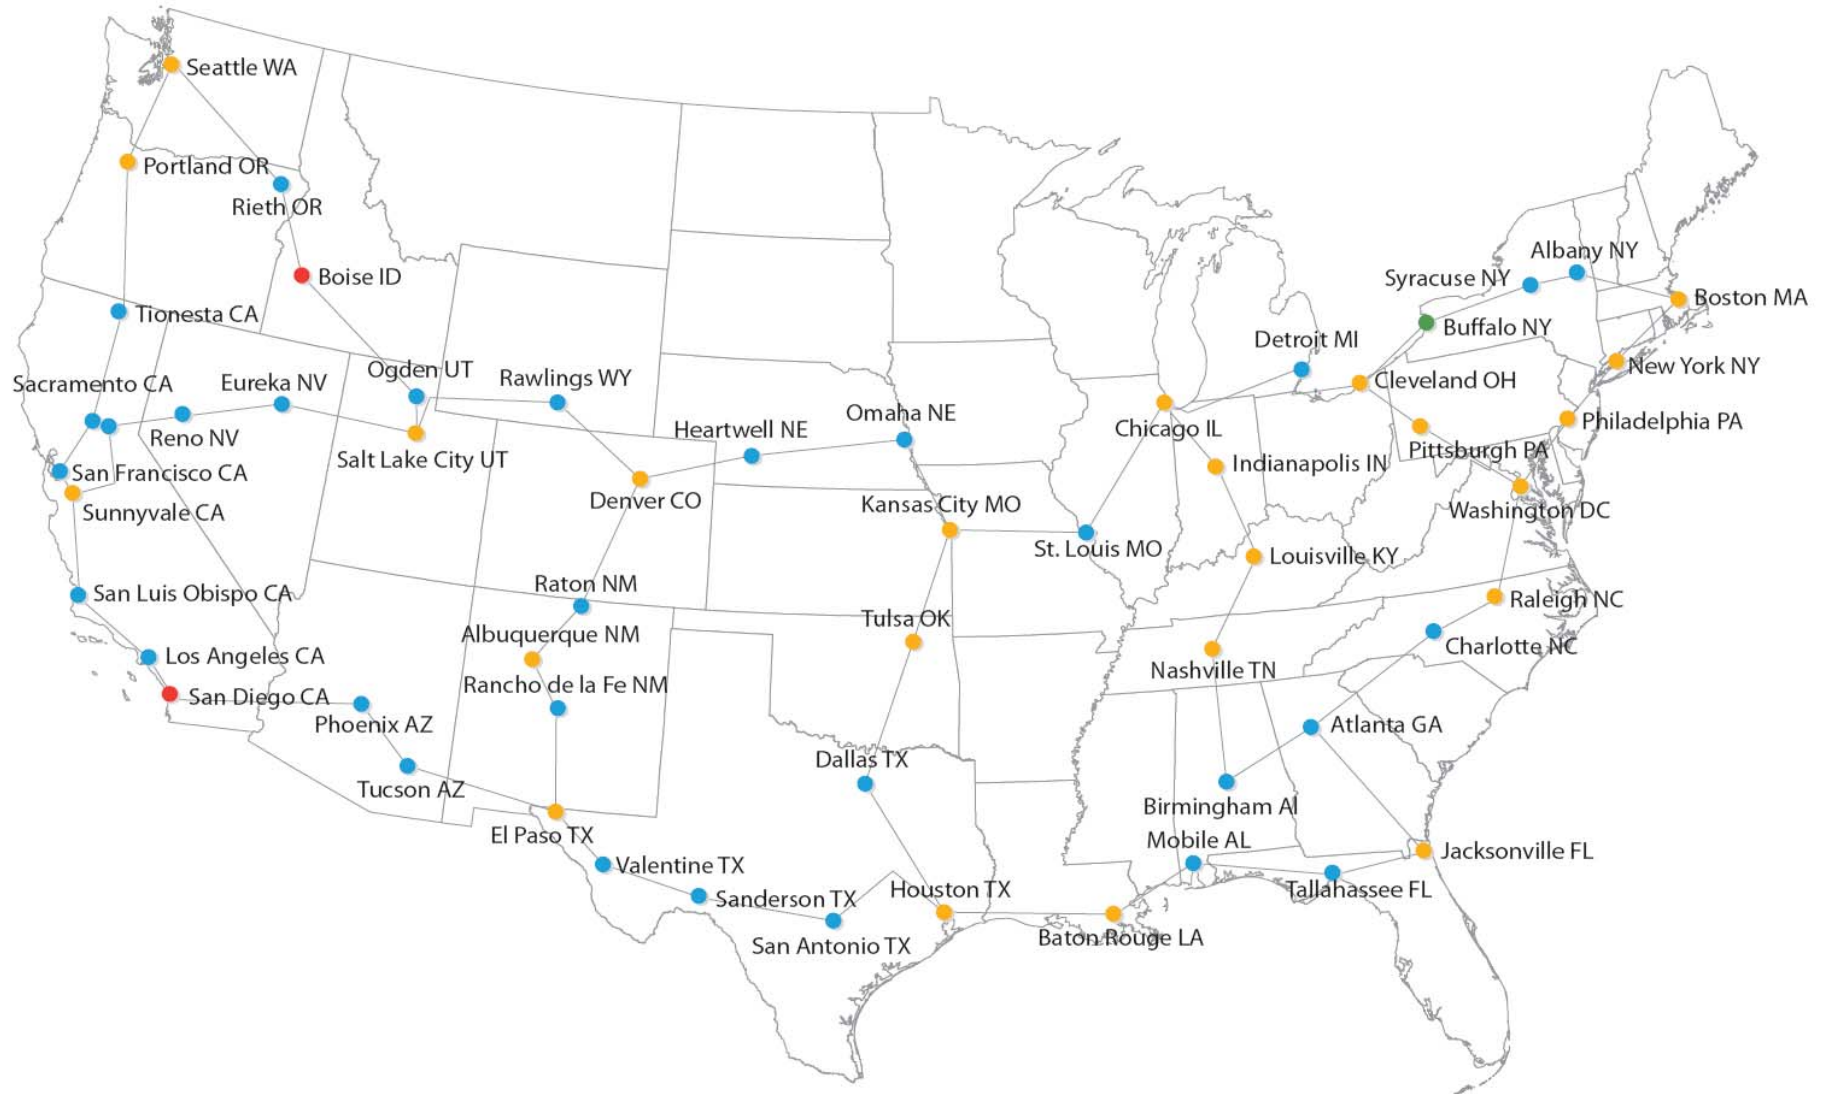 Seattle WA
Portland OR
Rieth OR
Albany NY
Syracuse NY
Boise ID
Boston MA
Tionesta CA
Buffalo NY
Detroit MI
Ogden UT
New York NY
Sacramento CA
Eureka NV
Rawlings WY
Cleveland OH
Omaha NE
Philadelphia PA
Heartwell NE
Chicago IL
Reno NV
Pittsburgh PA
Salt Lake City UT
Indianapolis IN
San Francisco CA
Denver CO
Kansas City MO
Washington DC
Sunnyvale CA
St. Louis MO
Louisville KY
Raton NM
San Luis Obispo CA
Raleigh NC
Tulsa OK
Albuquerque NM
Charlotte NC
Los Angeles CA
Nashville TN
Rancho de la Fe NM
San Diego CA
Phoenix AZ
Atlanta GA
Dallas TX
Tucson AZ
Birmingham Al
El Paso TX
Mobile AL
Jacksonville FL
Valentine TX
Houston TX
Tallahassee FL
Sanderson TX
Baton Rouge LA
San Antonio TX